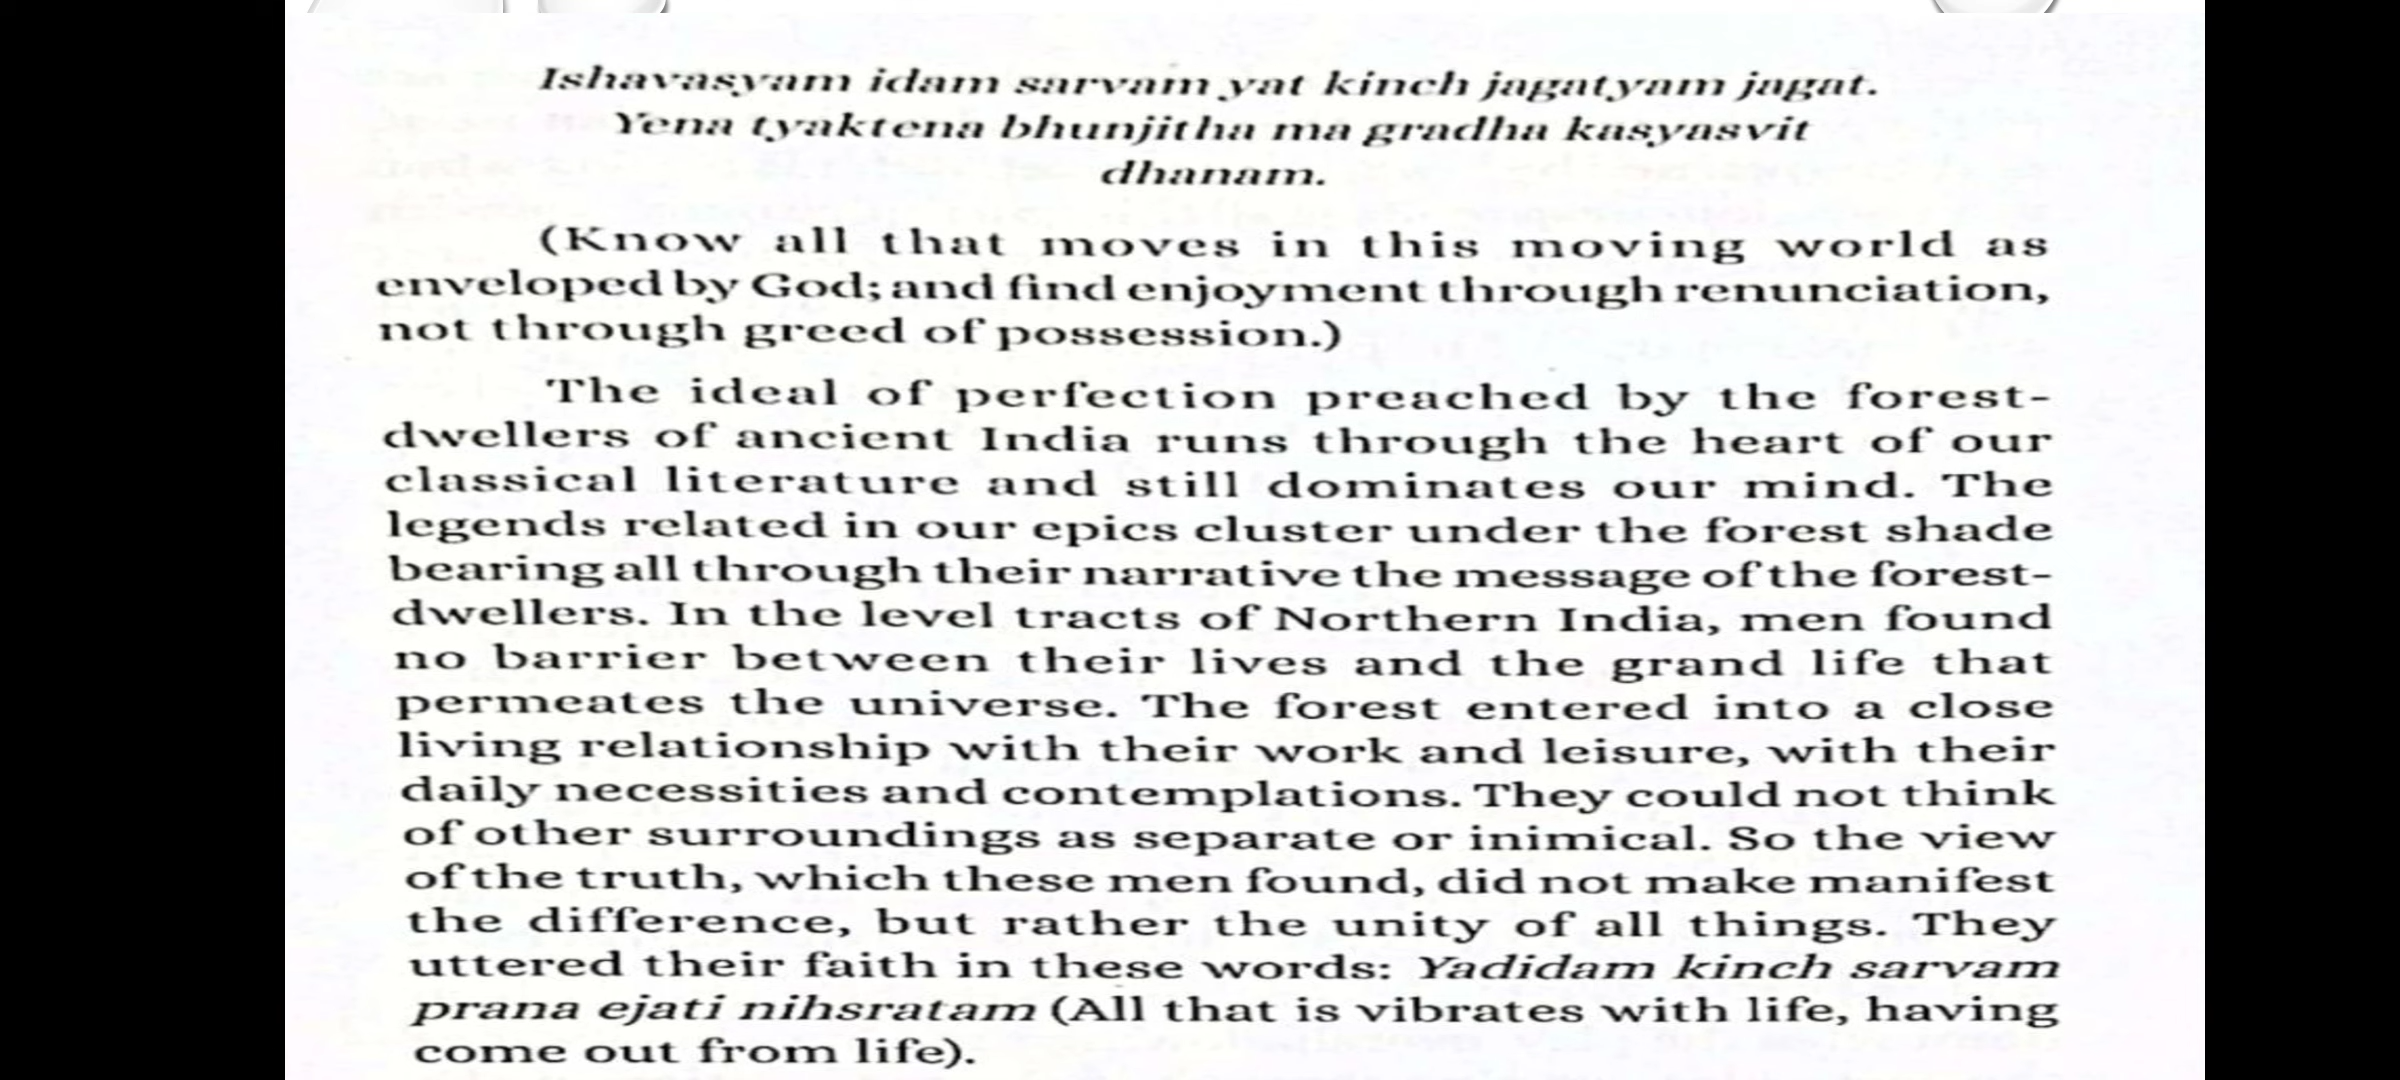 Ishavasyam idam sarvam yat kinch jagatyam jagat.
Yena tyaktena bhunjitha ma gradha kasyasvit
dhanam.
(Know all that moves in this moving world as
enveloped by God; and find enjoyment through renunciation,
not through greed of possession.)
The ideal of perfection preached by the forest-
dwellers of ancient India runs through the heart of our
classical literature and still dominates our mind. The
legends related in our epics cluster under the forest shade
bearing all through their narrative the message of the forest-
dwellers. In the level tracts of Northern India, men found
no barrier between their lives and the grand life that
permeates the universe. The forest entered into a close
living relationship with their work and leisure, with their
daily necessities and contemplations. They could not think
of other surroundings as separate or inimical. So the view
of the truth, which these men found, did not make manifest
the difference, but rather the unity of all things. They
uttered their faith in these words: Yadidam kinch sarvam
prana ejati nihsratam (All that is vibrates with life, having
come out from life).